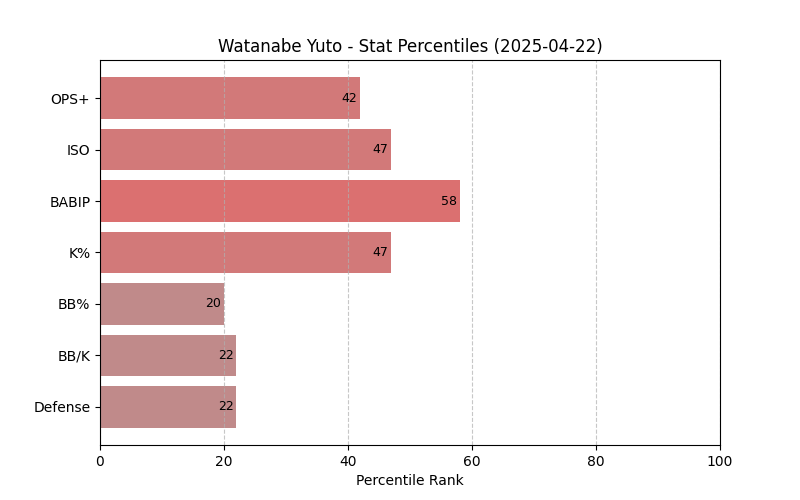 Watanabe Yuto - Stat Percentiles (2025-04-22)
OPS+ 42
ISO 47
BABIP 58
K% 47
BB% 20
BB/K 22
Defense 22
0 20 40 60 80 100
Percentile Rank